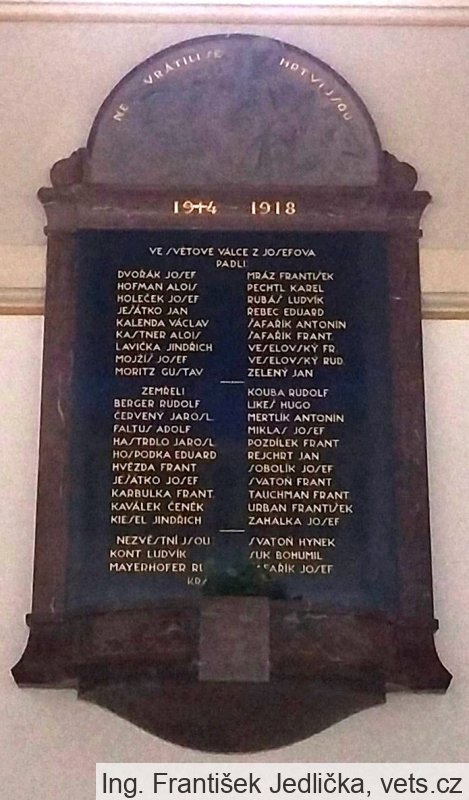 NE VRÁTILI SE MRTVI JSOU
1914 - 1918
VE SVĚTOVÉ VÁLCE Z JOSEFOVA
PADLI
DVOŘÁK JOSEF
HOFMAN ALOIS
HOLEČEK JOSEF
JEŠÁTKO JAN
KALENDA VÁCLAV
KASTNER ALOIS
LAVIČKA JINDŘICH
MOJŽÍŠ JOSEF
MORITZ GUSTAV
MRÁZ FRANTIŠEK
PECHTL KAREL
RUBÁŠ LUDVÍK
REBEC EDUARD
ŠAFAŘÍK ANTONÍN
ŠAFAŘÍK FRANT.
VESELOVSKÝ FR.
VESELOVSKÝ RUD.
ZELENÝ JAN
ZEMŘELI
BERGER RUDOLF
ČERVENÝ JAROSL.
FALTUS ADOLF
HASTRDLO JAROSL.
HOSPODKA EDUARD
HVĚZDA FRANT.
JEŠÁTKO JOSEF
KARBULKA FRANT.
KAVÁLEK ČENĚK
KIESEL JINDŘICH
KOUBA RUDOLF
LIKEŠ HUGO
MERTLÍK ANTONÍN
MIKLAS JOSEF
POZDÍLEK FRANT.
REJCHRT JAN
SOBOLÍK JOSEF
SVATOŇ FRANT.
TAUCHMAN FRANT.
URBAN FRANTIŠEK
ZAHÁLKA JOSEF
NEZVĚSTNÍ JSOU
KONT LUDVÍK
MAYERHOFER
SVATOŇ HYNEK
SUK BOHUMIL
JOSEF
Ing. František Jedlička, vets.cz